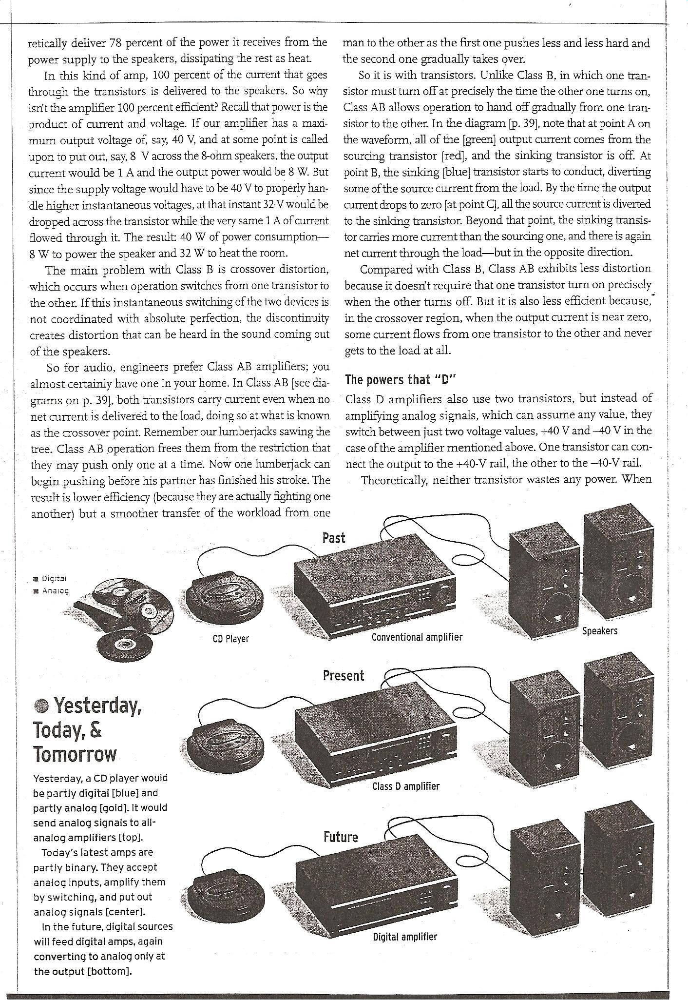 retically deliver 78 percent of the power it receives from the
power supply to the speakers, dissipating the rest as heat.
In this kind of amp, 100 percent of the current that goes
through the transistors is delivered to the speakers. So why
isn't the amplifier 100 percent efficient? Recall that power is the
product of current and voltage. If our amplifier has a maxi-
mum output voltage of, say, 40 V, and at some point is called
upon to put out, say, 8 V across the 8-ohm speakers, the output
current would be 1 A and the output power would be 8 W. But
since the supply voltage would have to be 40 V to properly han-
dle higher instantaneous voltages, at that instant 32 V would be
dropped across the transistor while the very same 1 A of current
flowed through it. The result: 40 W of power consumption—
8 W to power the speaker and 32 W to heat the room.
The main problem with Class B is crossover distortion,
which occurs when operation switches from one transistor to
the other. If this instantaneous switching of the two devices is
not coordinated with absolute perfection, the discontinuity
creates distortion that can be heard in the sound coming out
of the speakers.
So for audio, engineers prefer Class AB amplifiers; you
almost certainly have one in your home. In Class AB [see dia-
grams on p. 39], both transistors carry current even when no
net current is delivered to the load, doing so at what is known
as the crossover point. Remember our lumberjacks sawing the
tree. Class AB operation frees them from the restriction that
they may push only one at a time. Now one lumberjack can
begin pushing before his partner has finished his stroke. The
result is lower efficiency (because they are actually fighting one
another) but a smoother transfer of the workload from one
man to the other as the first one pushes less and less hard and
the second one gradually takes over.
So it is with transistors. Unlike Class B, in which one tran-
sistor must turn off at precisely the time the other one turns on,
Class AB allows operation to hand off gradually from one tran-
sistor to the other. In the diagram [p. 39], note that at point A on
the waveform, all of the [green] output current comes from the
sourcing transistor [red], and the sinking transistor is off. At
point B, the sinking [blue] transistor starts to conduct, diverting
some of the source current from the load. By the time the output
current drops to zero [at point C], all the source current is diverted
to the sinking transistor. Beyond that point, the sinking transis-
tor carries more current than the sourcing one, and there is again
net current through the load—but in the opposite direction.
Compared with Class B, Class AB exhibits less distortion
because it doesn't require that one transistor turn on precisely
when the other turns off. But it is also less efficient because,
in the crossover region, when the output current is near zero,
some current flows from one transistor to the other and never
gets to the load at all.
The powers that "D"
Class D amplifiers also use two transistors, but instead of
amplifying analog signals, which can assume any value, they
switch between just two voltage values, +40 V and –40 V in the
case of the amplifier mentioned above. One transistor can con-
nect the output to the +40-V rail, the other to the –40-V rail.
Theoretically, neither transistor wastes any power. When
Past
Digital
Analog
CD Player
Conventional amplifier
Speakers
Present
Class D amplifier
Future
Digital amplifier
Yesterday,
Today, &
Tomorrow
Yesterday, a CD player would
be partly digital [blue] and
partly analog [gold]. It would
send analog signals to all-
analog amplifiers [top].
Today's latest amps are
partly binary. They accept
analog inputs, amplify them
by switching, and put out
analog signals [center].
In the future, digital sources
will feed digital amps, again
converting to analog only at
the output [bottom].